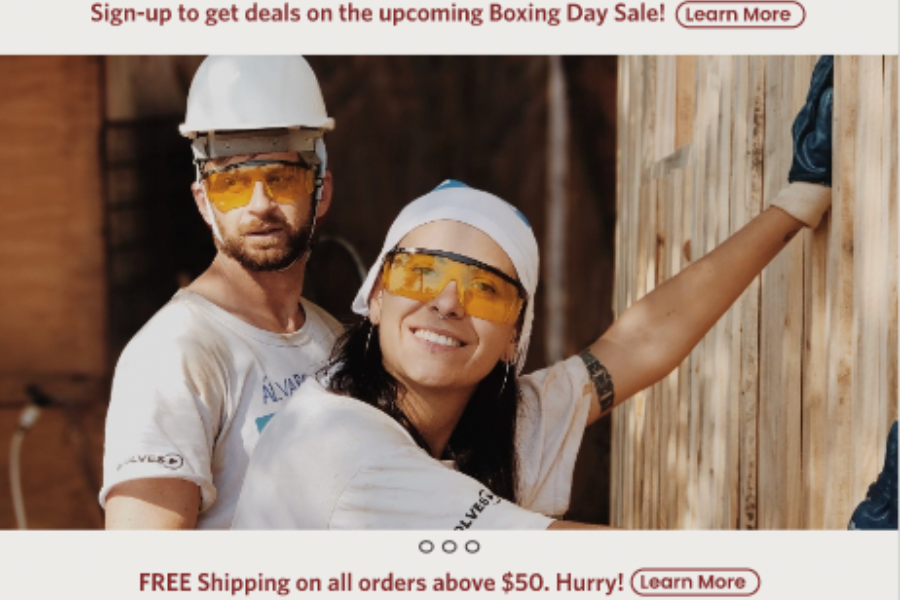 Sign-up to get deals on the upcoming Boxing Day Sale! Learn More
FREE Shipping on all orders above $50. Hurry! Learn More